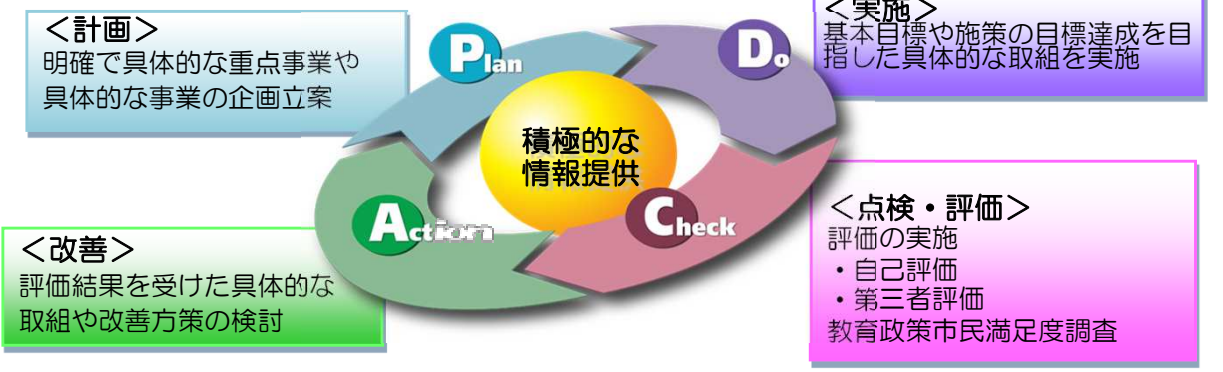 <計画>
明確で具体的な重点事業や
具体的な事業の企画立案
Plan
Do
<実施>
基本目標や施策の目標達成を目
指した具体的な取組を実施
積極的な
情報提供
Action
Check
<改善>
評価結果を受けた具体的な
取組や改善方策の検討
<点検・評価>
評価の実施
・自己評価
・第三者評価
教育政策市民満足度調査